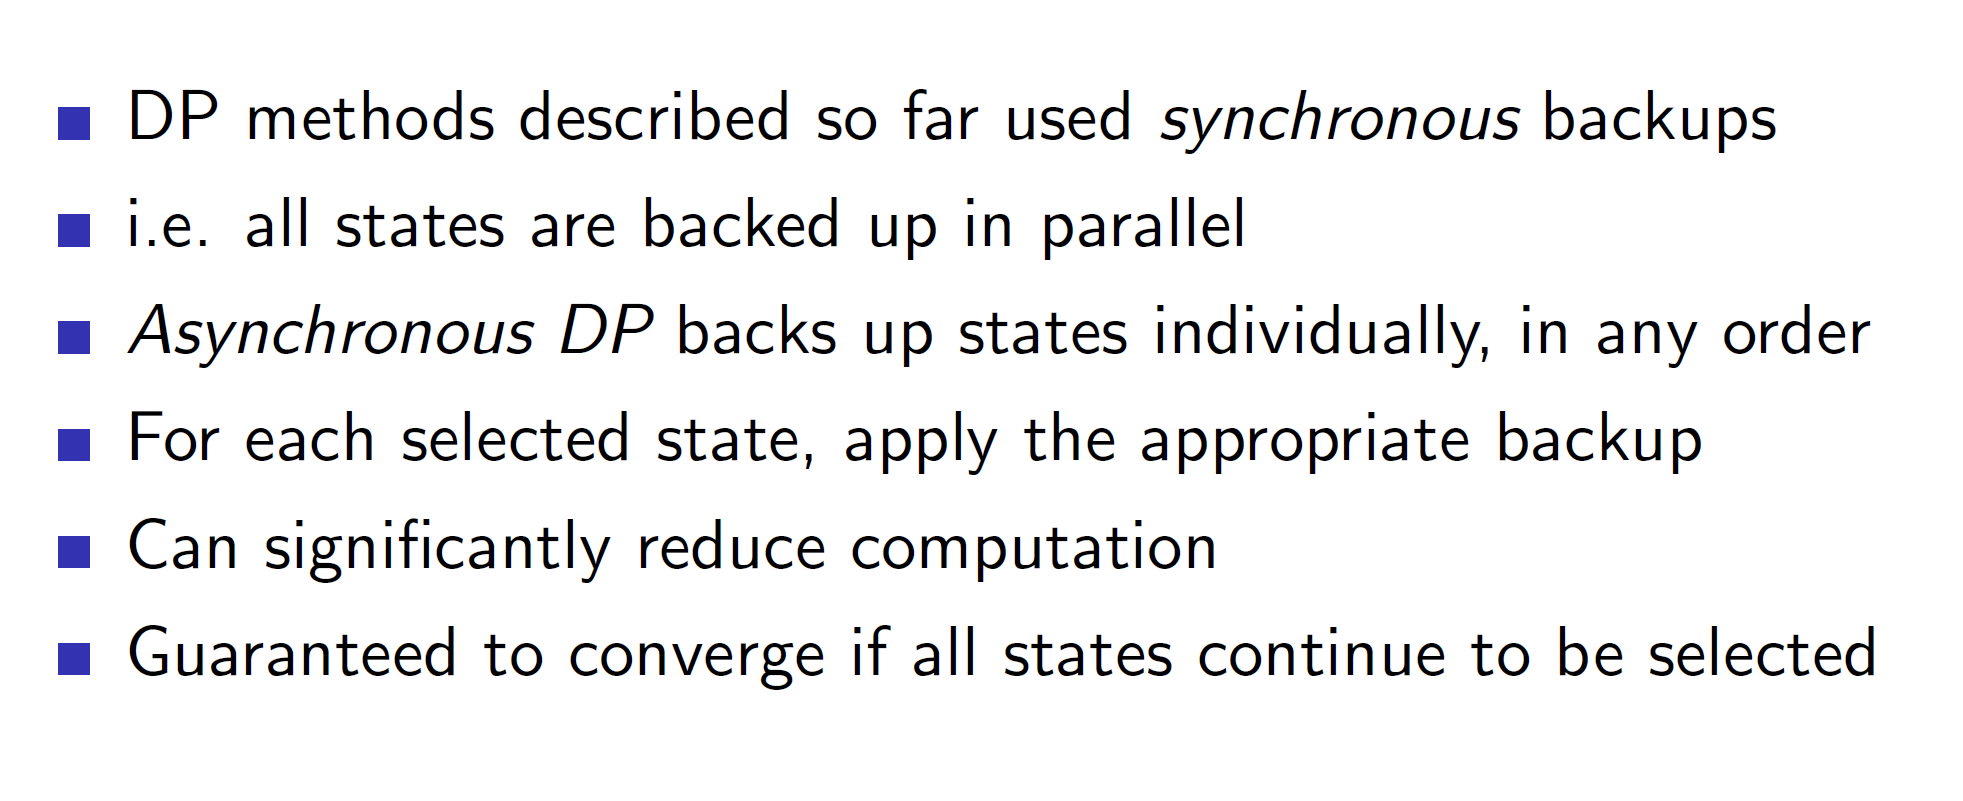 DP methods described so far used synchronous backups
i.e. all states are backed up in parallel
Asynchronous DP backs up states individually, in any order
For each selected state, apply the appropriate backup
Can significantly reduce computation
Guaranteed to converge if all states continue to be selected